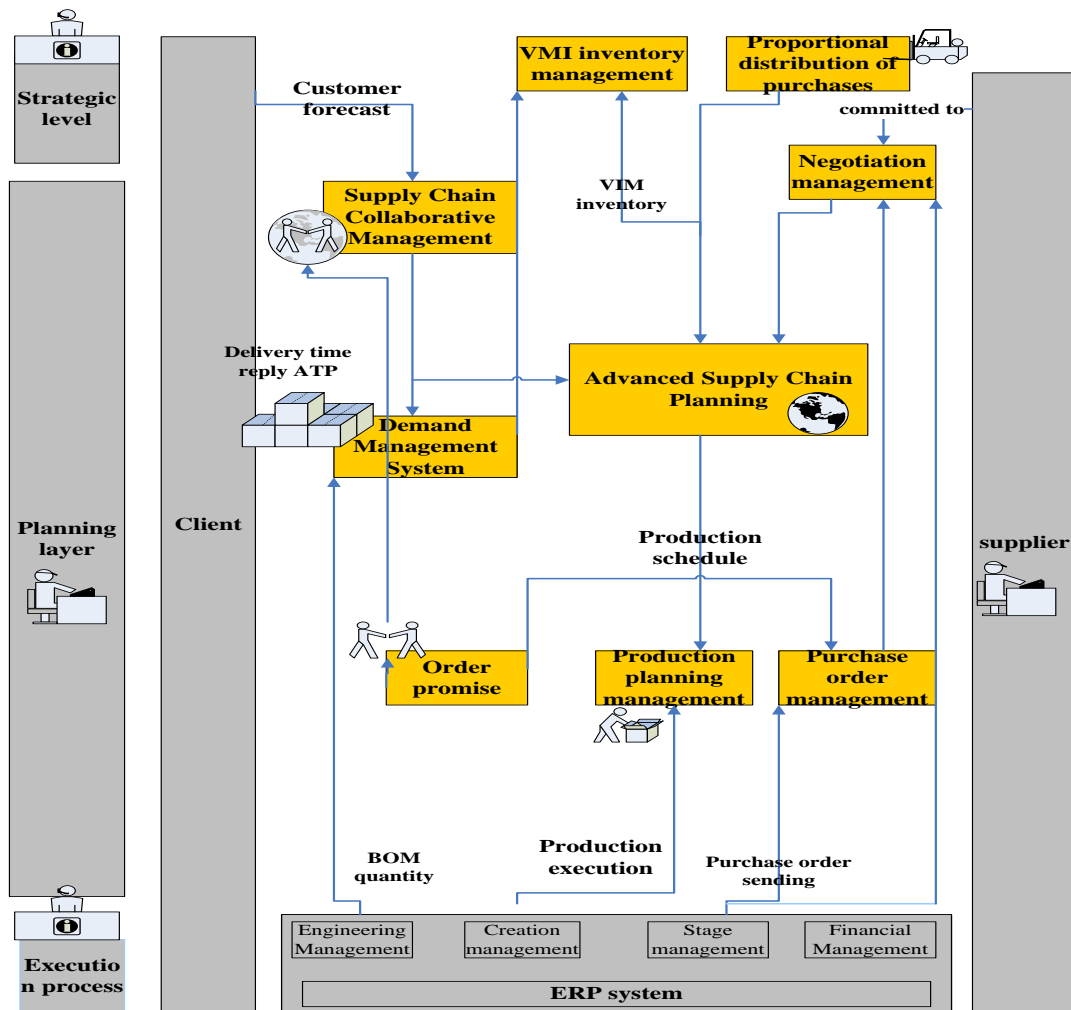 Strategic
level
Planning
layer
Executio
n process
Client
Customer
forecast
VMI inventory
management
Proportional
distribution of
purchases
committed to
Negotiation
management
Supply Chain
Collaborative
Management
VIM
inventory
Delivery time
reply ATP
Advanced Supply Chain
Planning
Demand
Management
System
Production
schedule
supplier
Order
promise
Production
planning
management
Purchase
order
management
BOM
quantity
Production
execution
Purchase order
sending
Engineering
Management
Creation
management
Stage
management
Financial
Management
ERP system